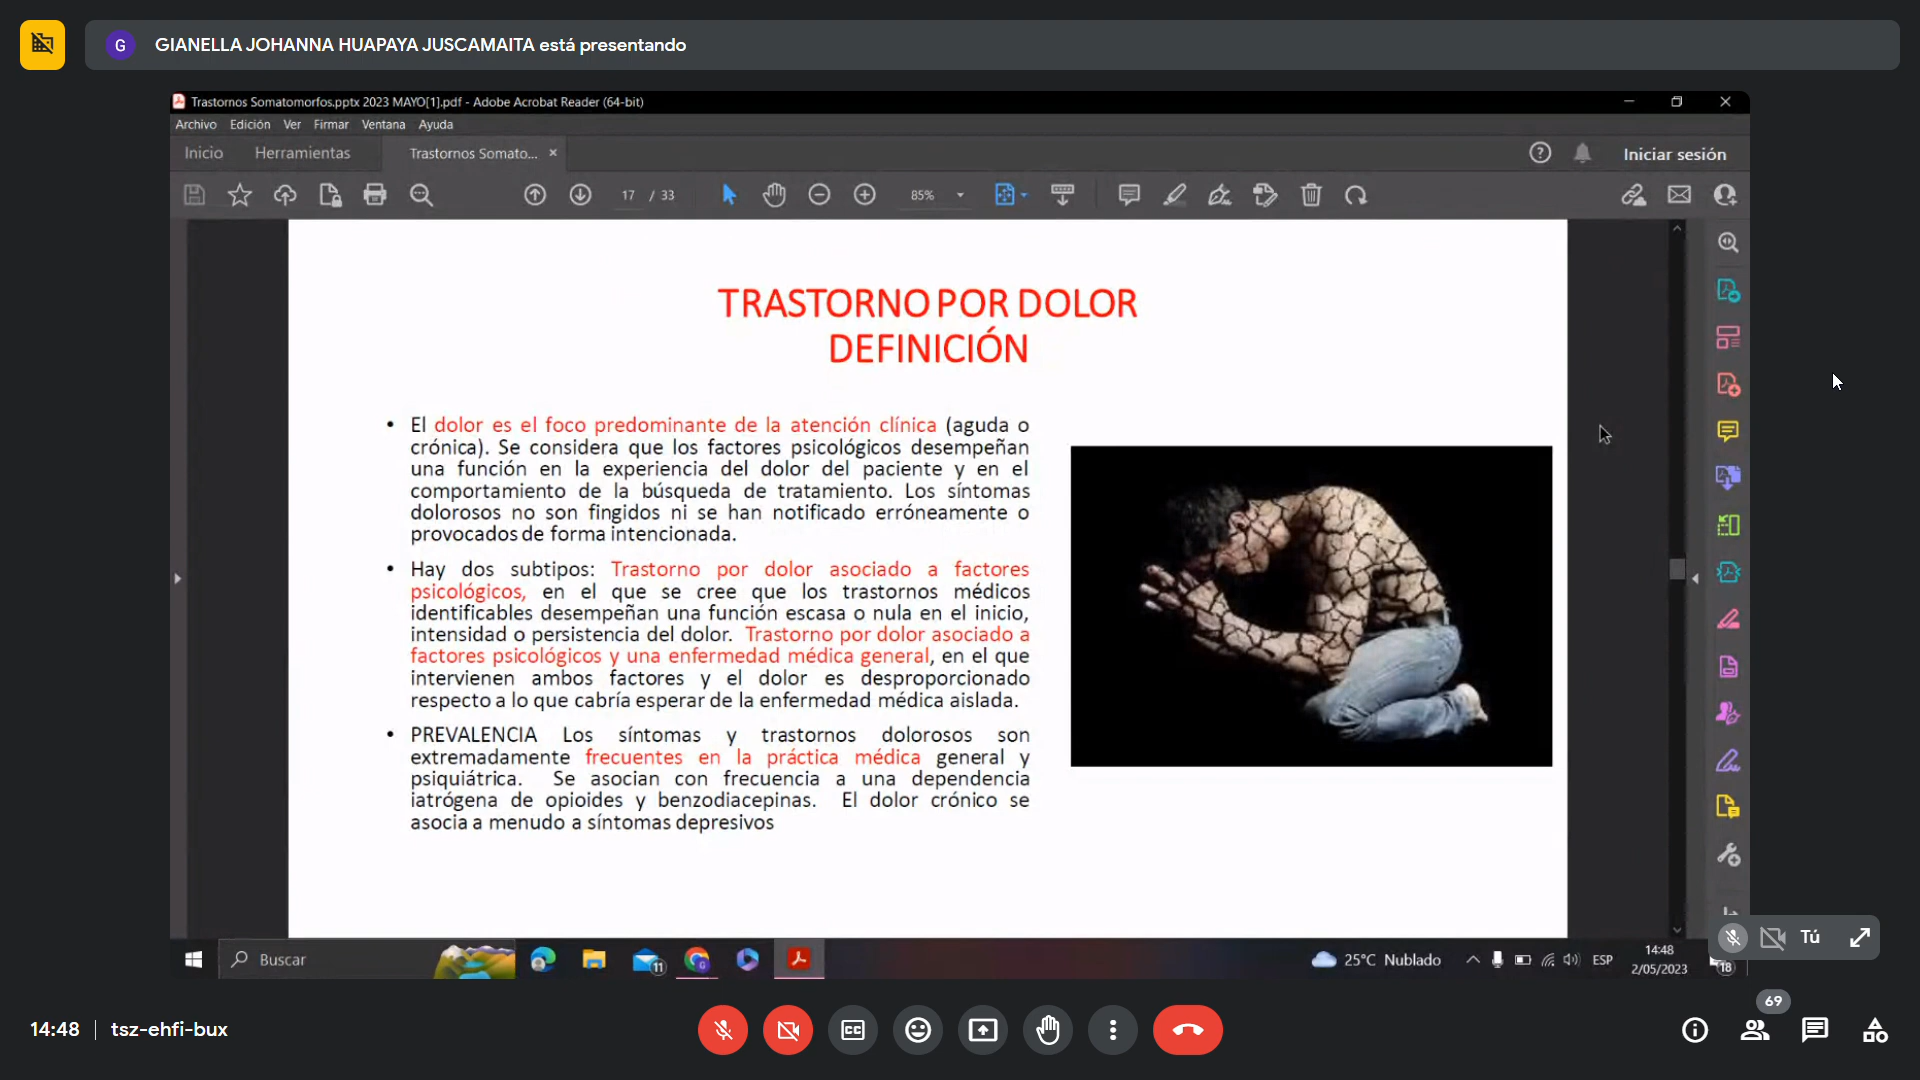 G GIANELLA JOHANNA HUAPAYA JUSCAMAITA está presentando
Trastornos Somatomorfos.pptx 2023 MAYO[1].pdf - Adobe Acrobat Reader (64-bit)
Archivo Edición Ver Firmar Ventana Ayuda
Inicio Herramientas Trastornos Somato... × Iniciar sesión
17 / 33 85%
TRASTORNO POR DOLOR
DEFINICIÓN
• El dolor es el foco predominante de la atención clínica (aguda o
crónica). Se considera que los factores psicológicos desempeñan
una función en la experiencia del dolor del paciente y en el
comportamiento de la búsqueda de tratamiento. Los síntomas
dolorosos no son fingidos ni se han notificado erróneamente o
provocados de forma intencionada.
• Hay dos subtipos: Trastorno por dolor asociado a factores
psicológicos, en el que se cree que los trastornos médicos
identificables desempeñan una función escasa o nula en el inicio,
intensidad o persistencia del dolor. Trastorno por dolor asociado a
factores psicológicos y una enfermedad médica general, en el que
intervienen ambos factores y el dolor es desproporcionado
respecto a lo que cabría esperar de la enfermedad médica aislada.
• PREVALENCIA Los síntomas y trastornos dolorosos son
extremadamente frecuentes en la práctica médica general y
psiquiátrica. Se asocian con frecuencia a una dependencia
iatrógena de opioides y benzodiacepinas. El dolor crónico se
asocia a menudo a síntomas depresivos
Tú
Buscar 11 25°C Nublado ESP 14:48
2/05/2023 18
69
14:48 | tsz-ehfi-bux